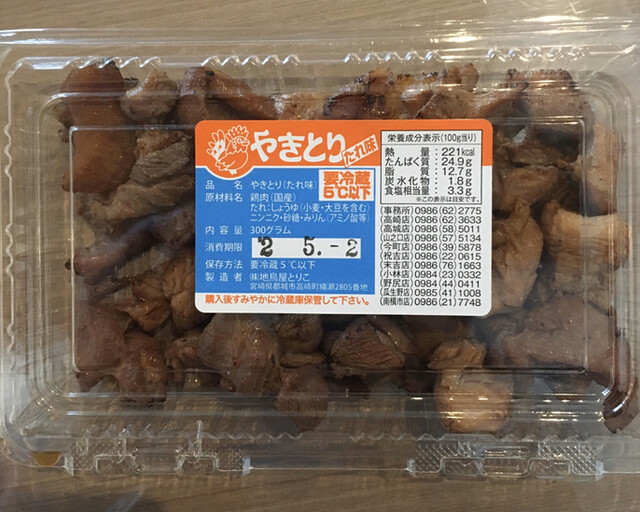 やきとり たれ味
要冷蔵
5℃以下
品名 やきとり(たれ味)
原材料名 鶏肉(国産)
たれ:しょうゆ(小麦・大豆を含む)
ニンニク・砂糖・みりん(アミノ酸等)
内容量 300グラム
消費期限 2 5.-2
保存方法 要冷蔵5℃以下
製造者 ㈱地鳥屋とりこ
宮崎県都城市高崎町縄瀬2805番地
購入後すみやかに冷蔵庫保管して下さい。
栄養成分表示(100g当り)
熱量:221kcal
たんぱく質:24.9g
脂質:12.7g
炭水化物:1.8g
食塩相当量:3.3g
※この表示は目安です。
(事務所)0986(62)2775
(高崎店)0986(62)3633
(高城店)0986(58)5011
(山之口店)0986(57)5134
(今町店)0986(39)5878
(祝吉店)0986(22)0615
(末吉店)0986(76)1663
(小林店)0984(23)0332
(野尻店)0984(44)0411
(瓜生野店)0985(41)1008
(南横市店)0986(21)7748